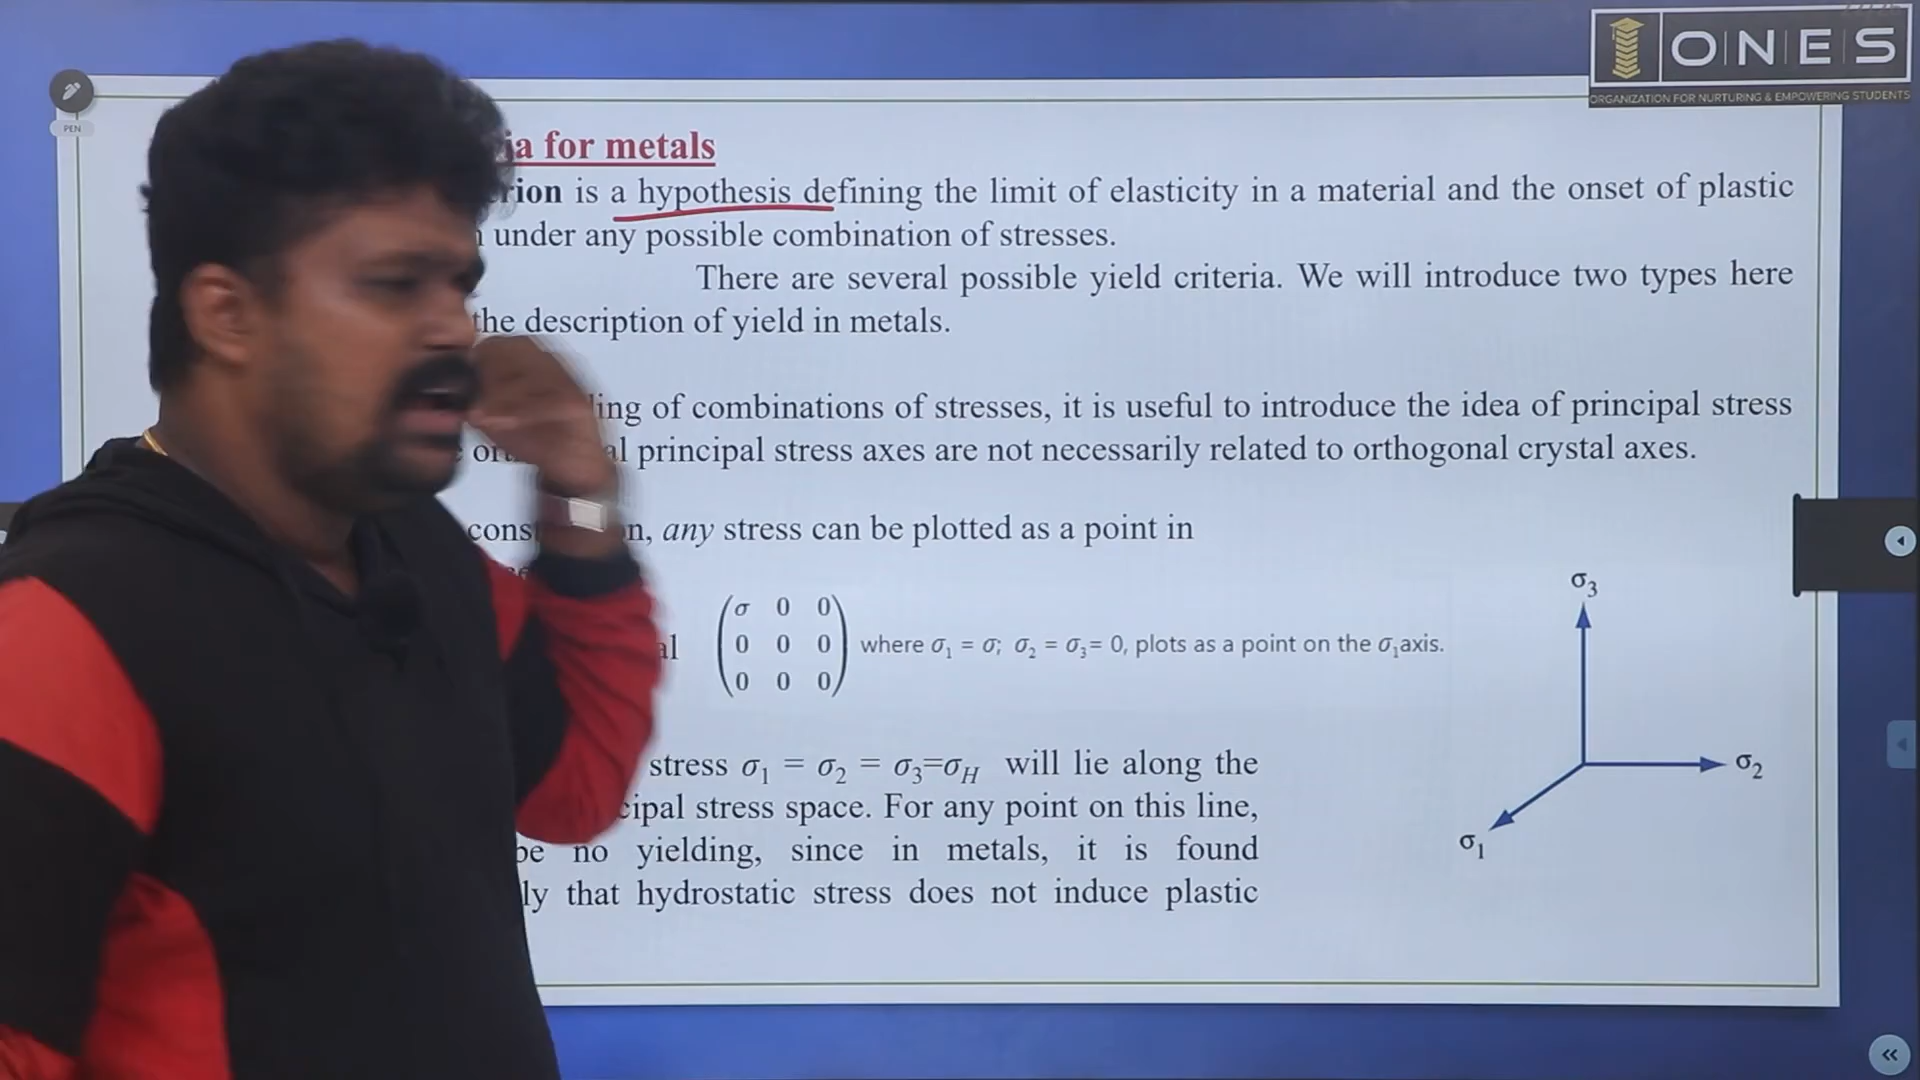 ONES
ORGANIZATION FOR NURTURING & EMPOWERING STUDENTS
PEN
for metals
is a hypothesis defining the limit of elasticity in a material and the onset of plastic
under any possible combination of stresses.
There are several possible yield criteria. We will introduce two types here
the description of yield in metals.
of combinations of stresses, it is useful to introduce the idea of principal stress
principal stress axes are not necessarily related to orthogonal crystal axes.
any stress can be plotted as a point in
σ 0 0
0 0 0
0 0 0
where σ₁ = σ; σ₂ = σ₃= 0, plots as a point on the σ₁axis.
σ₃
σ₂
σ₁
stress σ₁ = σ₂ = σ₃=σH will lie along the
stress space. For any point on this line,
be no yielding, since in metals, it is found
that hydrostatic stress does not induce plastic